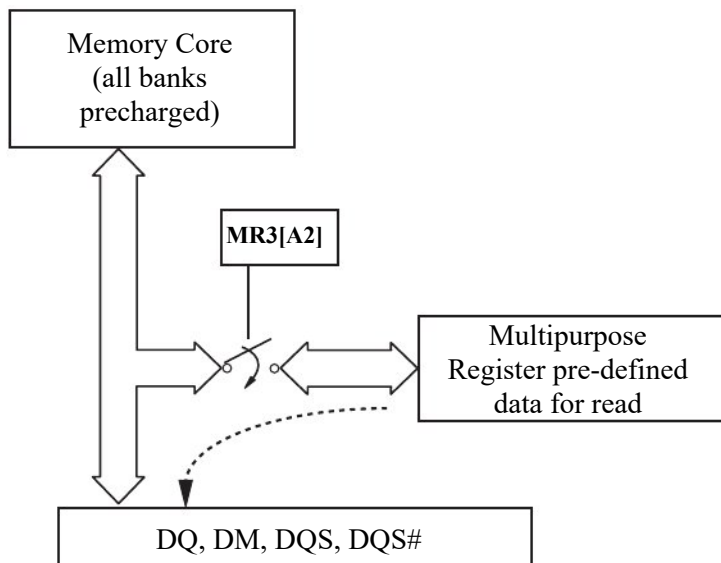 Memory Core
(all banks
precharged)
MR3[A2]
Multipurpose
Register pre-defined
data for read
DQ, DM, DQS, DQS#